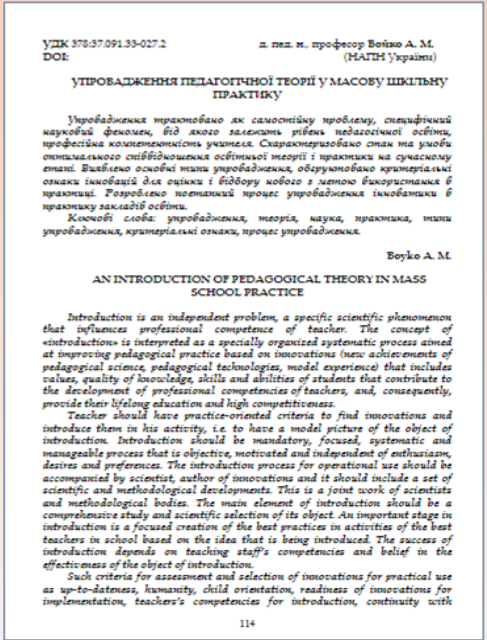 УДК 378:37.091.33-027.2 д. пед. н., професор Бойко А. М.
DOI: (НАПН України)
УПРОВАДЖЕННЯ ПЕДАГОГІЧНОЇ ТЕОРІЇ У МАСОВУ ШКІЛЬНУ
ПРАКТИКУ
Упровадження трактовано як самостійну проблему, специфічний
науковий феномен, від якого залежить рівень педагогічної освіти,
професійна компетентність учителя. Схарактеризовано стан та умови
оптимального співвідношення освітньої теорії і практики на сучасному
етапі. Виявлено основні типи упровадження, обґрунтовано критеріальні
ознаки інновацій для оцінки і відбору нового з метою використання в
практиці. Розроблено поетапний процес упровадження інноватики в
практику закладів освіти.
Ключові слова: упровадження, теорія, наука, практика, типи
упровадження, критеріальні ознаки, процес упровадження.
Boyko A. M.
AN INTRODUCTION OF PEDAGOGICAL THEORY IN MASS
SCHOOL PRACTICE
Introduction is an independent problem, a specific scientific phenomenon
that influences professional competence of teacher. The concept of
«introduction» is interpreted as a specially organized systematic process aimed
at improving pedagogical practice based on innovations (new achievements of
pedagogical science, pedagogical technologies, model experience) that includes
values, quality of knowledge, skills and abilities of students that contribute to
the development of professional competencies of teachers, and, consequently,
provide their lifelong education and high competitiveness.
Teacher should have practice-oriented criteria to find innovations and
introduce them in his activity, i.e. to have a model picture of the object of
introduction. Introduction should be mandatory, focused, systematic and
manageable process that is objective, motivated and independent of enthusiasm,
desires and preferences. The introduction process for operational use should be
accompanied by scientist, author of innovations and it should include a set of
scientific and methodological developments. This is a joint work of scientists
and methodological bodies. The main element of introduction should be a
comprehensive study and scientific selection of its object. An important stage in
introduction is a focused creation of the best practices in activities of the best
teachers in school based on the idea that is being introduced. The success of
introduction depends on teaching staff's competencies and belief in the
effectiveness of the object of introduction.
Such criteria for assessment and selection of innovations for practical use
as up-to-dateness, humanity, child orientation, readiness of innovations for
implementation, teachers's competencies for introduction, continuity with
114